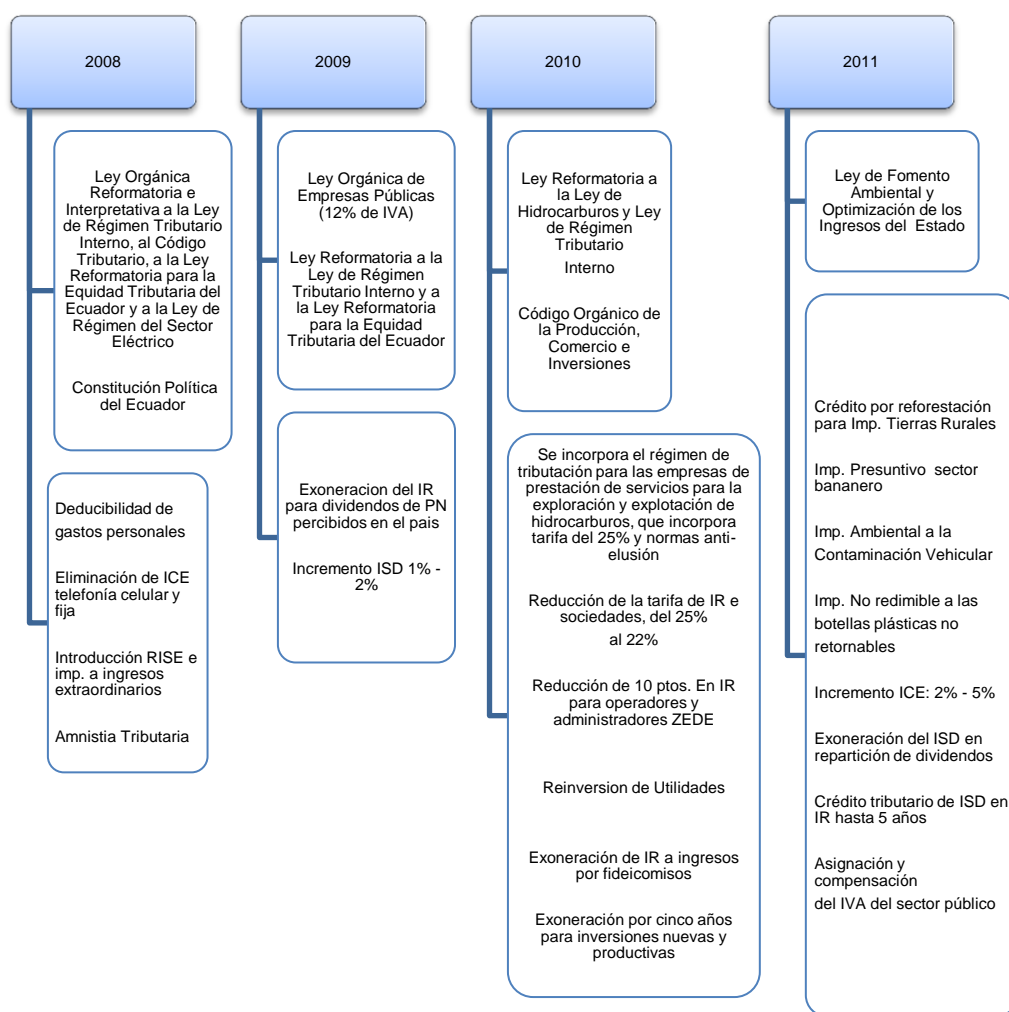 2008
Ley Orgánica
Reformatoria e
Interpretativa a la Ley
de Régimen Tributario
Interno, al Código
Tributario, a la Ley
Reformatoria para la
Equidad Tributaria del
Ecuador y a la Ley de
Régimen del Sector
Eléctrico
Constitución Política
del Ecuador
Deducibilidad de
gastos personales
Eliminación de ICE
telefonía celular y
fija
Introducción RISE e
imp. a ingresos
extraordinarios
Amnistia Tributaria
2009
Ley Orgánica de
Empresas Públicas
(12% de IVA)
Ley Reformatoria a la
Ley de Régimen
Tributario Interno y a
la Ley Reformatoria
para la Equidad
Tributaria del Ecuador
Exoneracion del IR
para dividendos de PN
percibidos en el pais
Incremento ISD 1% -
2%
2010
Ley Reformatoria a
la Ley de
Hidrocarburos y Ley
de Régimen
Tributario
Interno
Código Orgánico de
la Producción,
Comercio e
Inversiones
Se incorpora el régimen de
tributación para las empresas de
prestación de servicios para la
exploración y explotación de
hidrocarburos, que incorpora
tarifa del 25% y normas anti-
elusión
Reducción de la tarifa de IR e
sociedades, del 25%
al 22%
Reducción de 10 ptos. En IR
para operadores y
administradores ZEDE
Reinversion de Utilidades
Exoneración de IR a ingresos
por fideicomisos
Exoneración por cinco años
para inversiones nuevas y
productivas
2011
Ley de Fomento
Ambiental y
Optimización de los
Ingresos del Estado
Crédito por reforestación
para Imp. Tierras Rurales
Imp. Presuntivo sector
bananero
Imp. Ambiental a la
Contaminación Vehicular
Imp. No redimible a las
botellas plásticas no
retornables
Incremento ICE: 2% - 5%
Exoneración del ISD en
repartición de dividendos
Crédito tributario de ISD en
IR hasta 5 años
Asignación y
compensación
del IVA del sector público